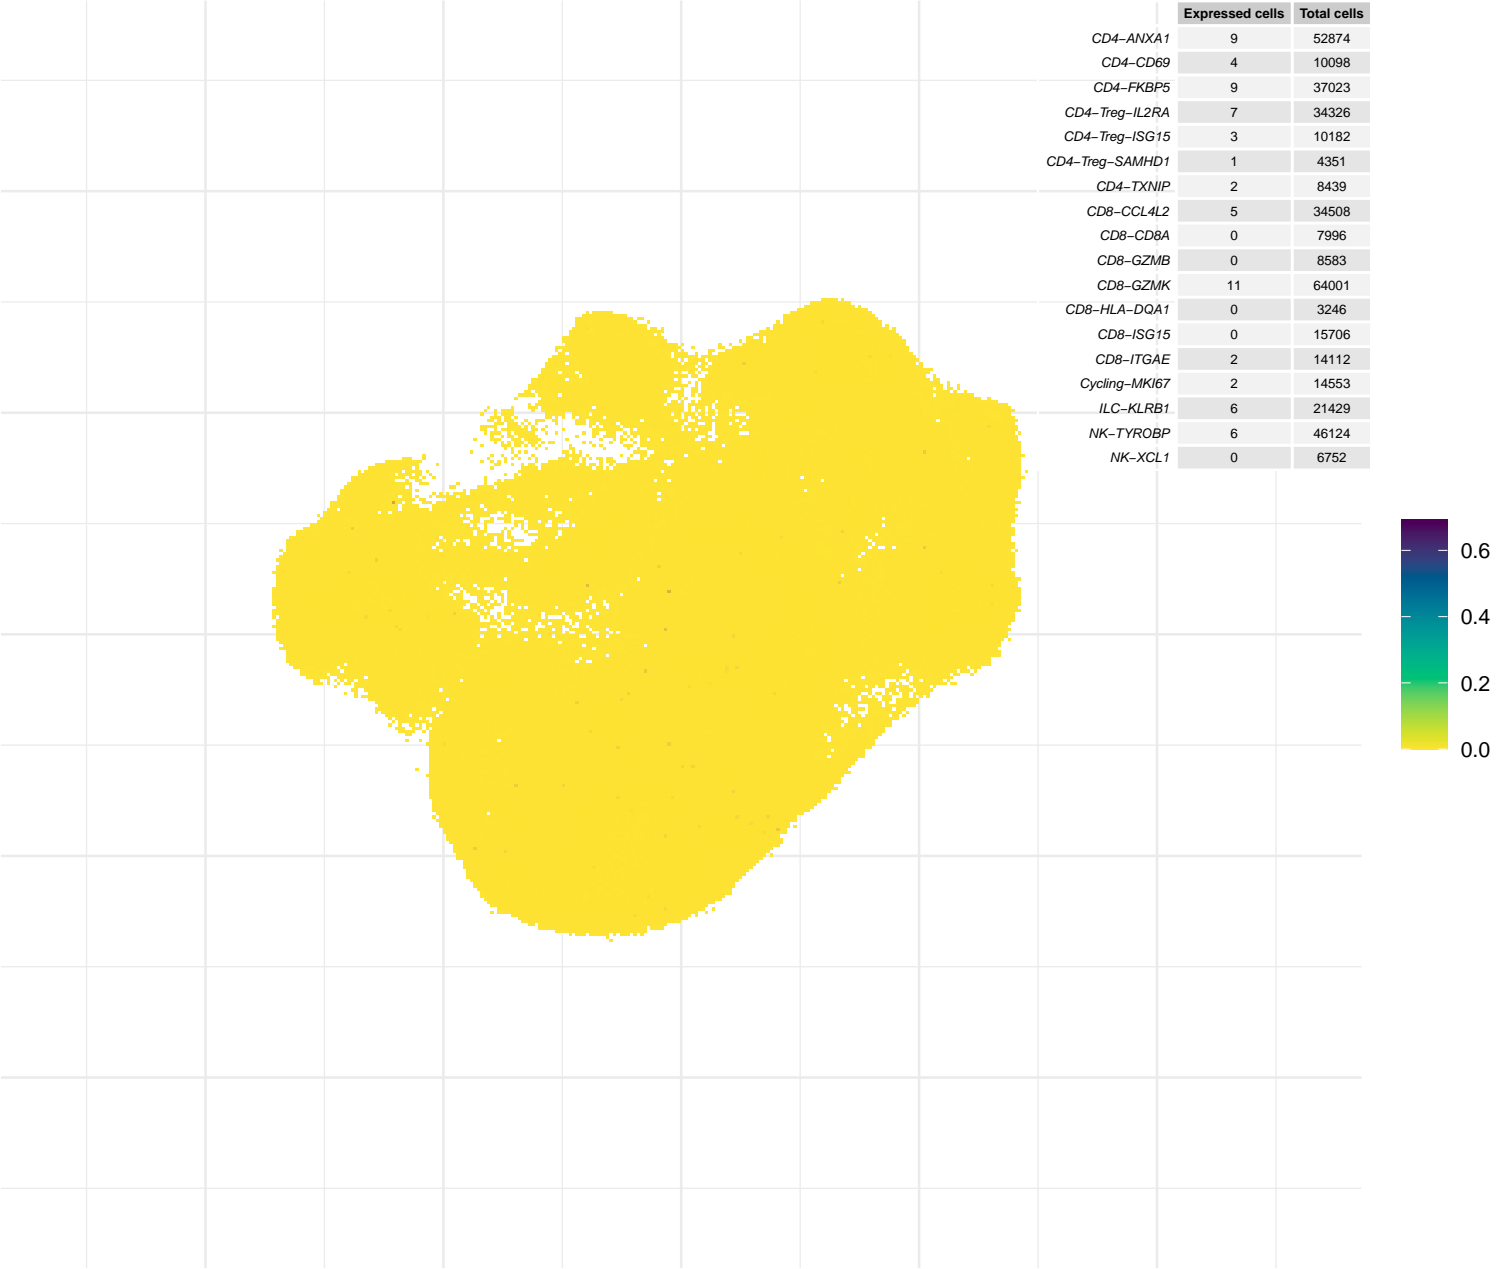 Expressed cells Total cells
CD4−ANXA1 9 52874
CD4−CD69 4 10098
CD4−FKBP5 9 37023
CD4−Treg−IL2RA 7 34326
CD4−Treg−ISG15 3 10182
CD4−Treg−SAMHD1 1 4351
CD4−TXNIP 2 8439
CD8−CCL4L2 5 34508
CD8−CD8A 0 7996
CD8−GZMB 0 8583
CD8−GZMK 11 64001
CD8−HLA−DQA1 0 3246
CD8−ISG15 0 15706
CD8−ITGAE 2 14112
Cycling−MKI67 2 14553
ILC−KLRB1 6 21429
NK−TYROBP 6 46124
NK−XCL1 0 6752
0.6
0.4
0.2
0.0